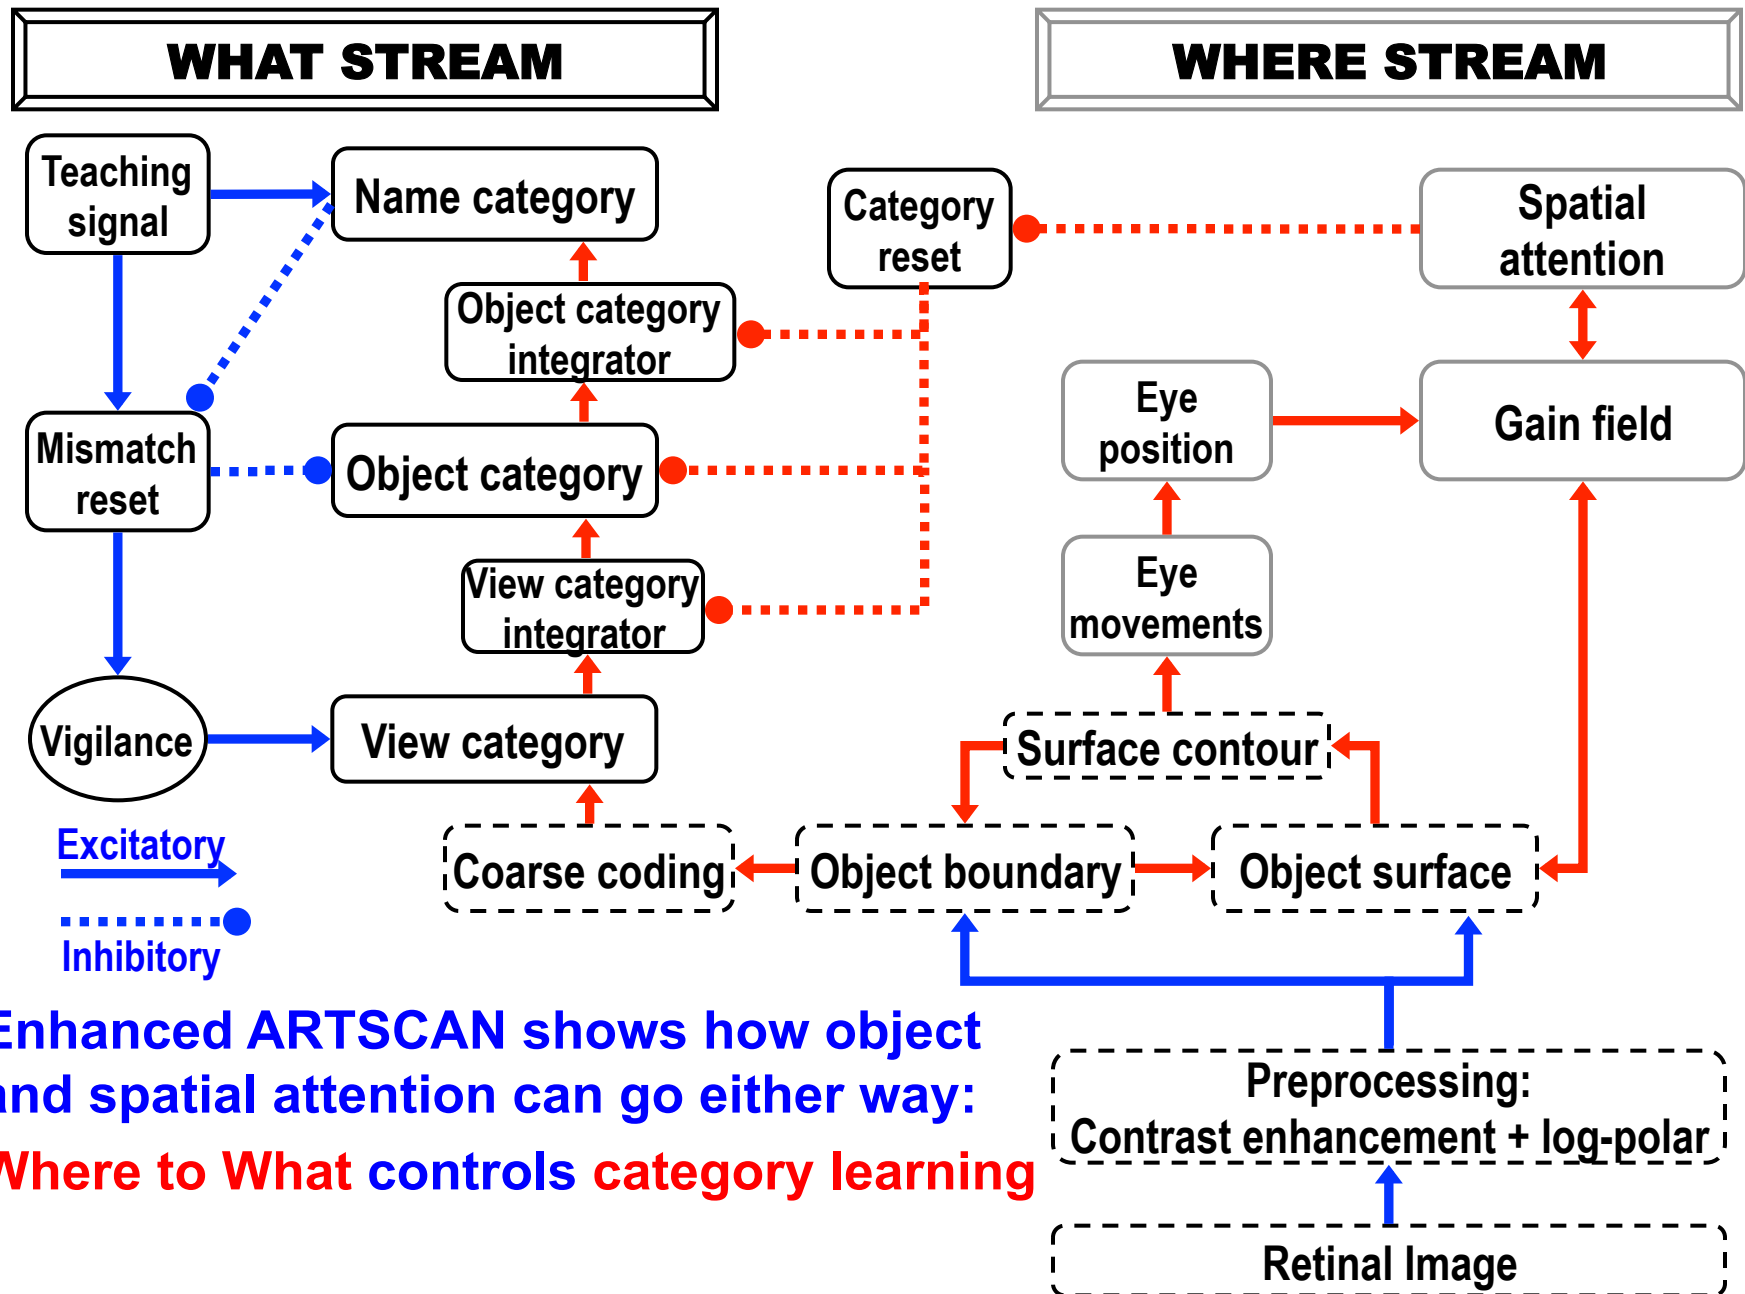 WHAT STREAM
WHERE STREAM
Teaching
signal
Name category
Category
reset
Spatial
attention
Object category
integrator
Eye
position
Gain field
Mismatch
reset
Object category
View category
integrator
Eye
movements
Vigilance
View category
Surface contour
Excitatory
Coarse coding
Object boundary
Object surface
Inhibitory
Enhanced ARTSCAN shows how object
and spatial attention can go either way:
Where to What controls category learning
Preprocessing:
Contrast enhancement + log-polar
Retinal Image